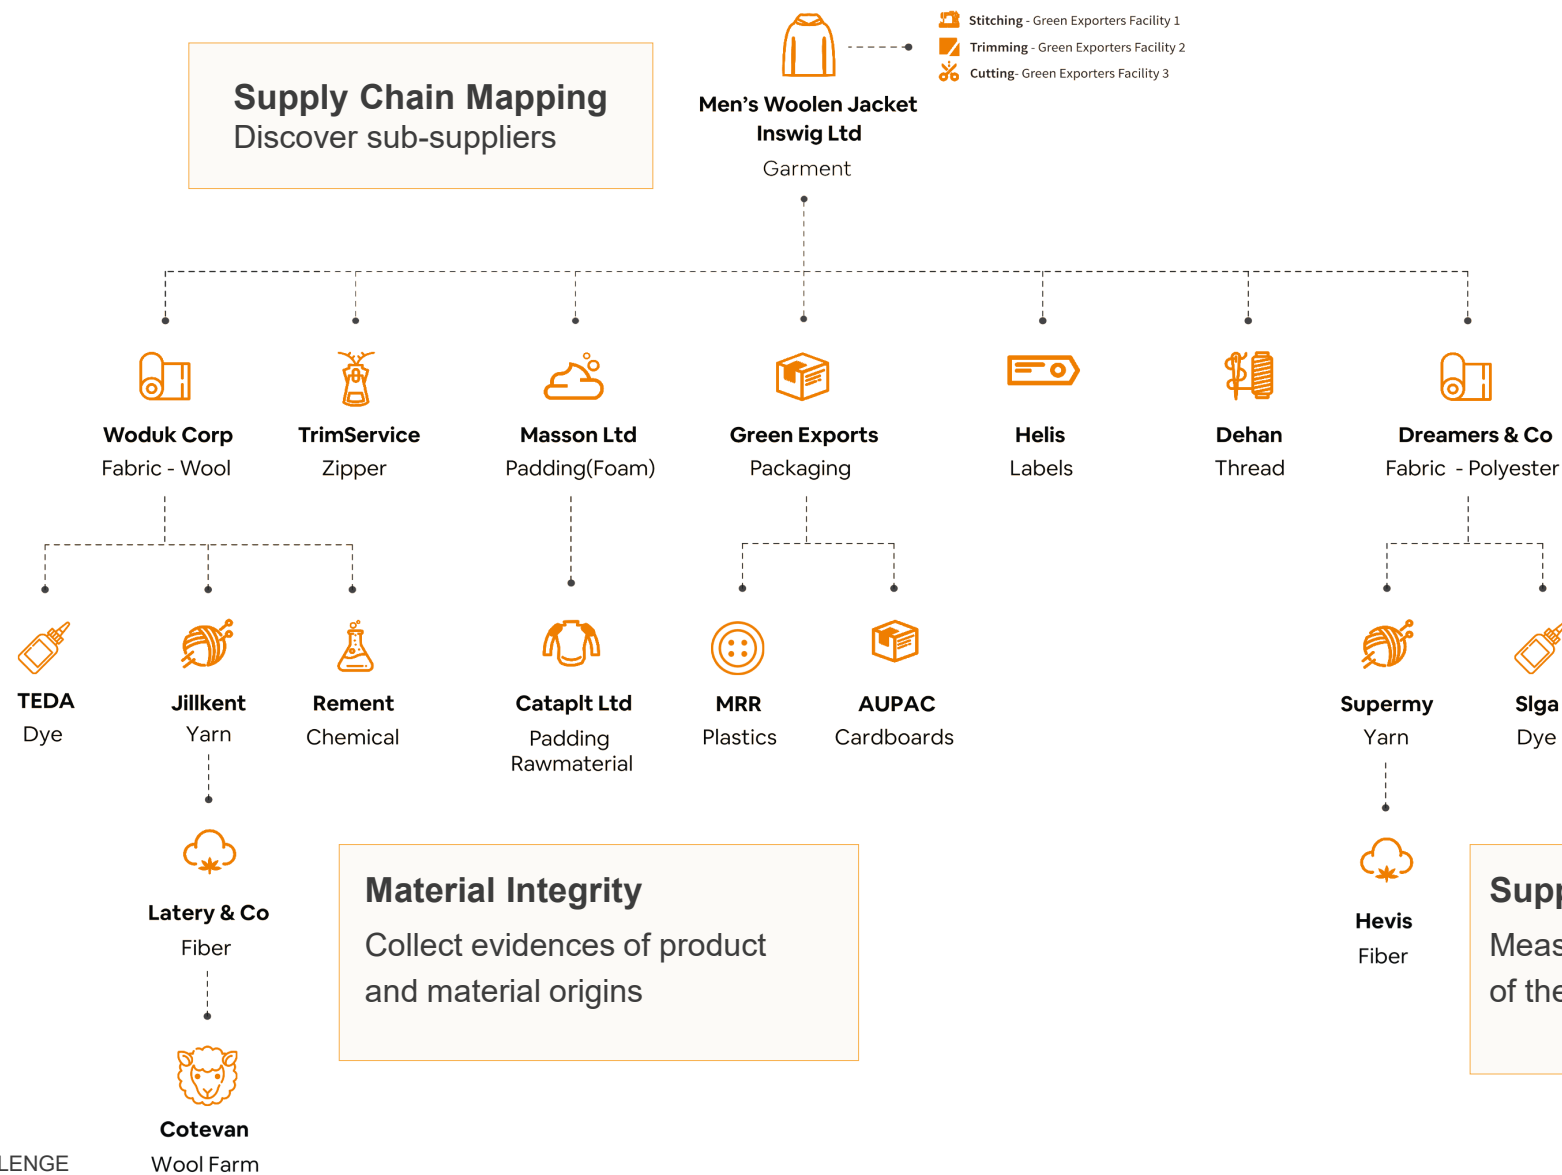 Stitching - Green Exporters Facility 1
Trimming - Green Exporters Facility 2
Cutting- Green Exporters Facility 3
Supply Chain Mapping
Discover sub-suppliers
Men's Woolen Jacket
Inswig Ltd
Garment
Woduk Corp
Fabric - Wool
TrimService
Zipper
Masson Ltd
Padding(Foam)
Green Exports
Packaging
Helis
Labels
Dehan
Thread
Dreamers & Co
Fabric - Polyester
TEDA
Dye
Jillkent
Yarn
Rement
Chemical
Cataplt Ltd
Padding
Rawmaterial
MRR
Plastics
AUPAC
Cardboards
Supermy
Yarn
Slga
Dye
Latery & Co
Fiber
Hevis
Fiber
Material Integrity
Collect evidences of product
and material origins
Supp
Meas
of the
Cotevan
Wool Farm
LENGE